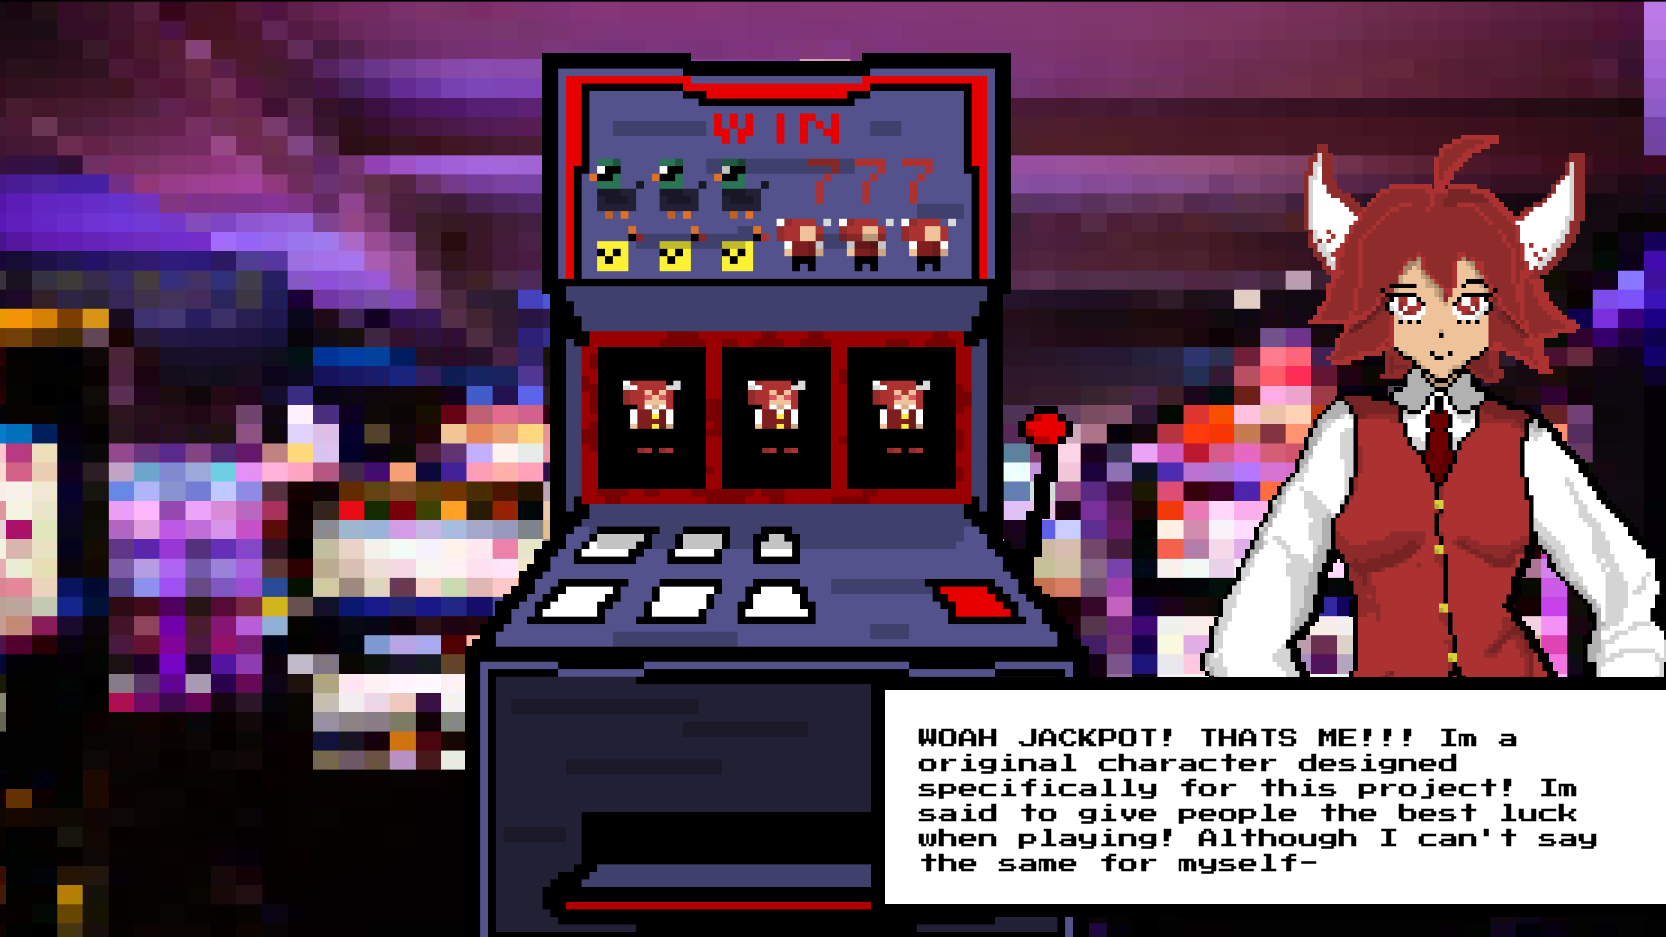 WIN
777
WOAH JACKPOT! THATS ME!!! Im a
original character designed
specifically for this project! Im
said to give people the best luck
when playing! Although I can't say
the same for myself-